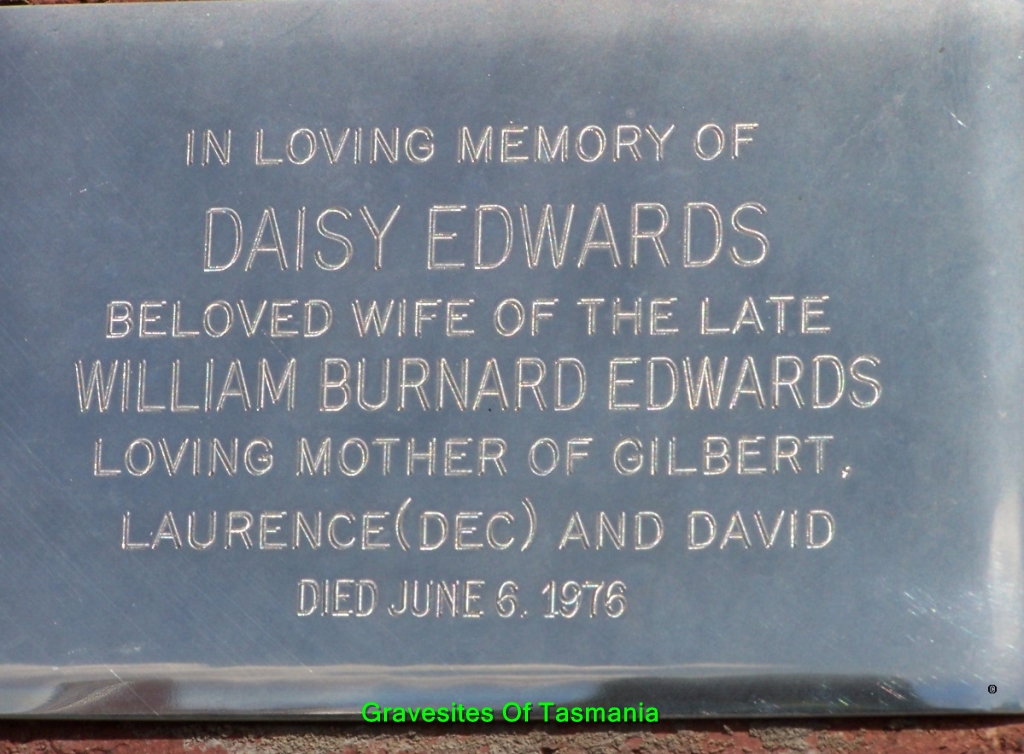 IN LOVING MEMORY OF
DAISY EDWARDS
BELOVED WIFE OF THE LATE
WILLIAM BURNARD EDWARDS
LOVING MOTHER OF GILBERT,
LAURENCE(DEC) AND DAVID
DIED JUNE 6. 1976
Gravesites Of Tasmania